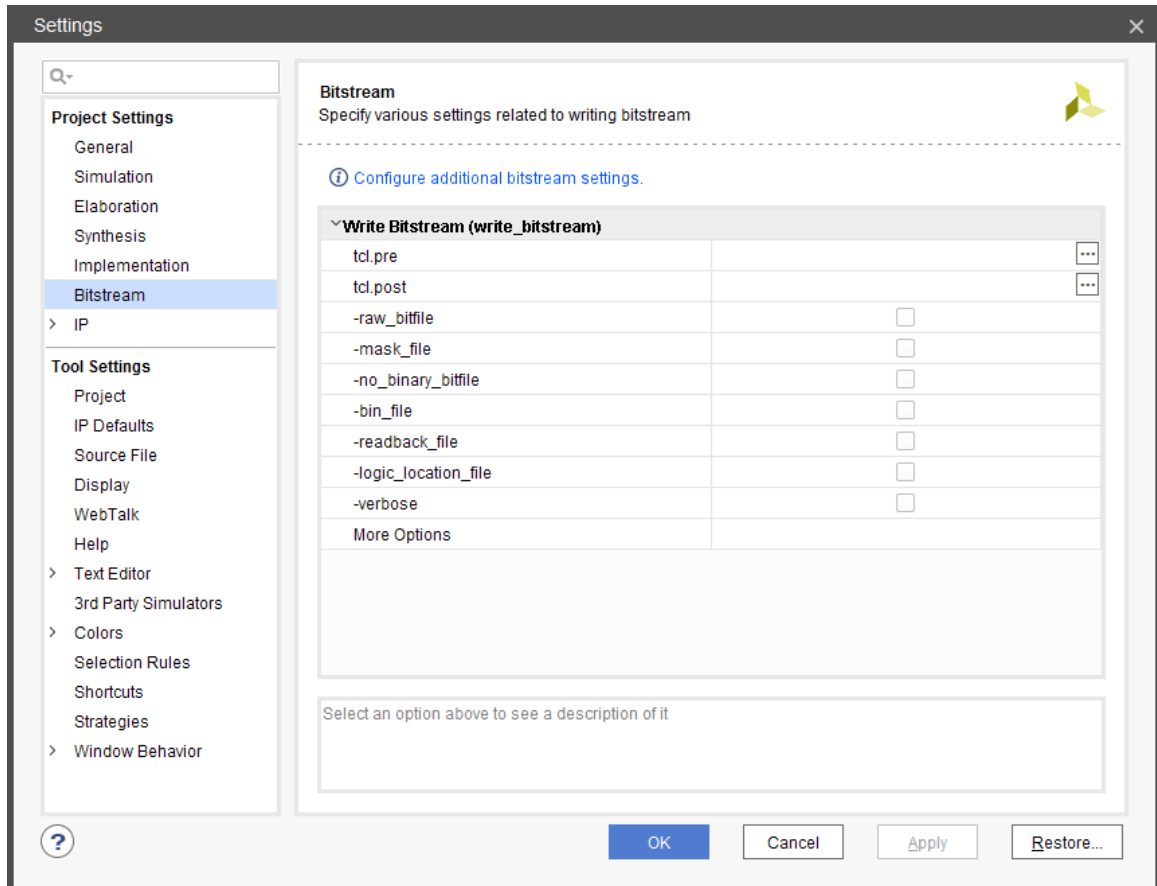 Settings
Project Settings
General
Simulation
Elaboration
Synthesis
Implementation
Bitstream
IP
Tool Settings
Project
IP Defaults
Source File
Display
WebTalk
Help
Text Editor
3rd Party Simulators
Colors
Selection Rules
Shortcuts
Strategies
Window Behavior
Bitstream
Specify various settings related to writing bitstream
Configure additional bitstream settings.
Write Bitstream (write_bitstream)
tcl.pre
tcl.post
-raw_bitfile
-mask_file
-no_binary_bitfile
-bin_file
-readback_file
-logic_location_file
-verbose
More Options
Select an option above to see a description of it
? OK Cancel Apply Restore...